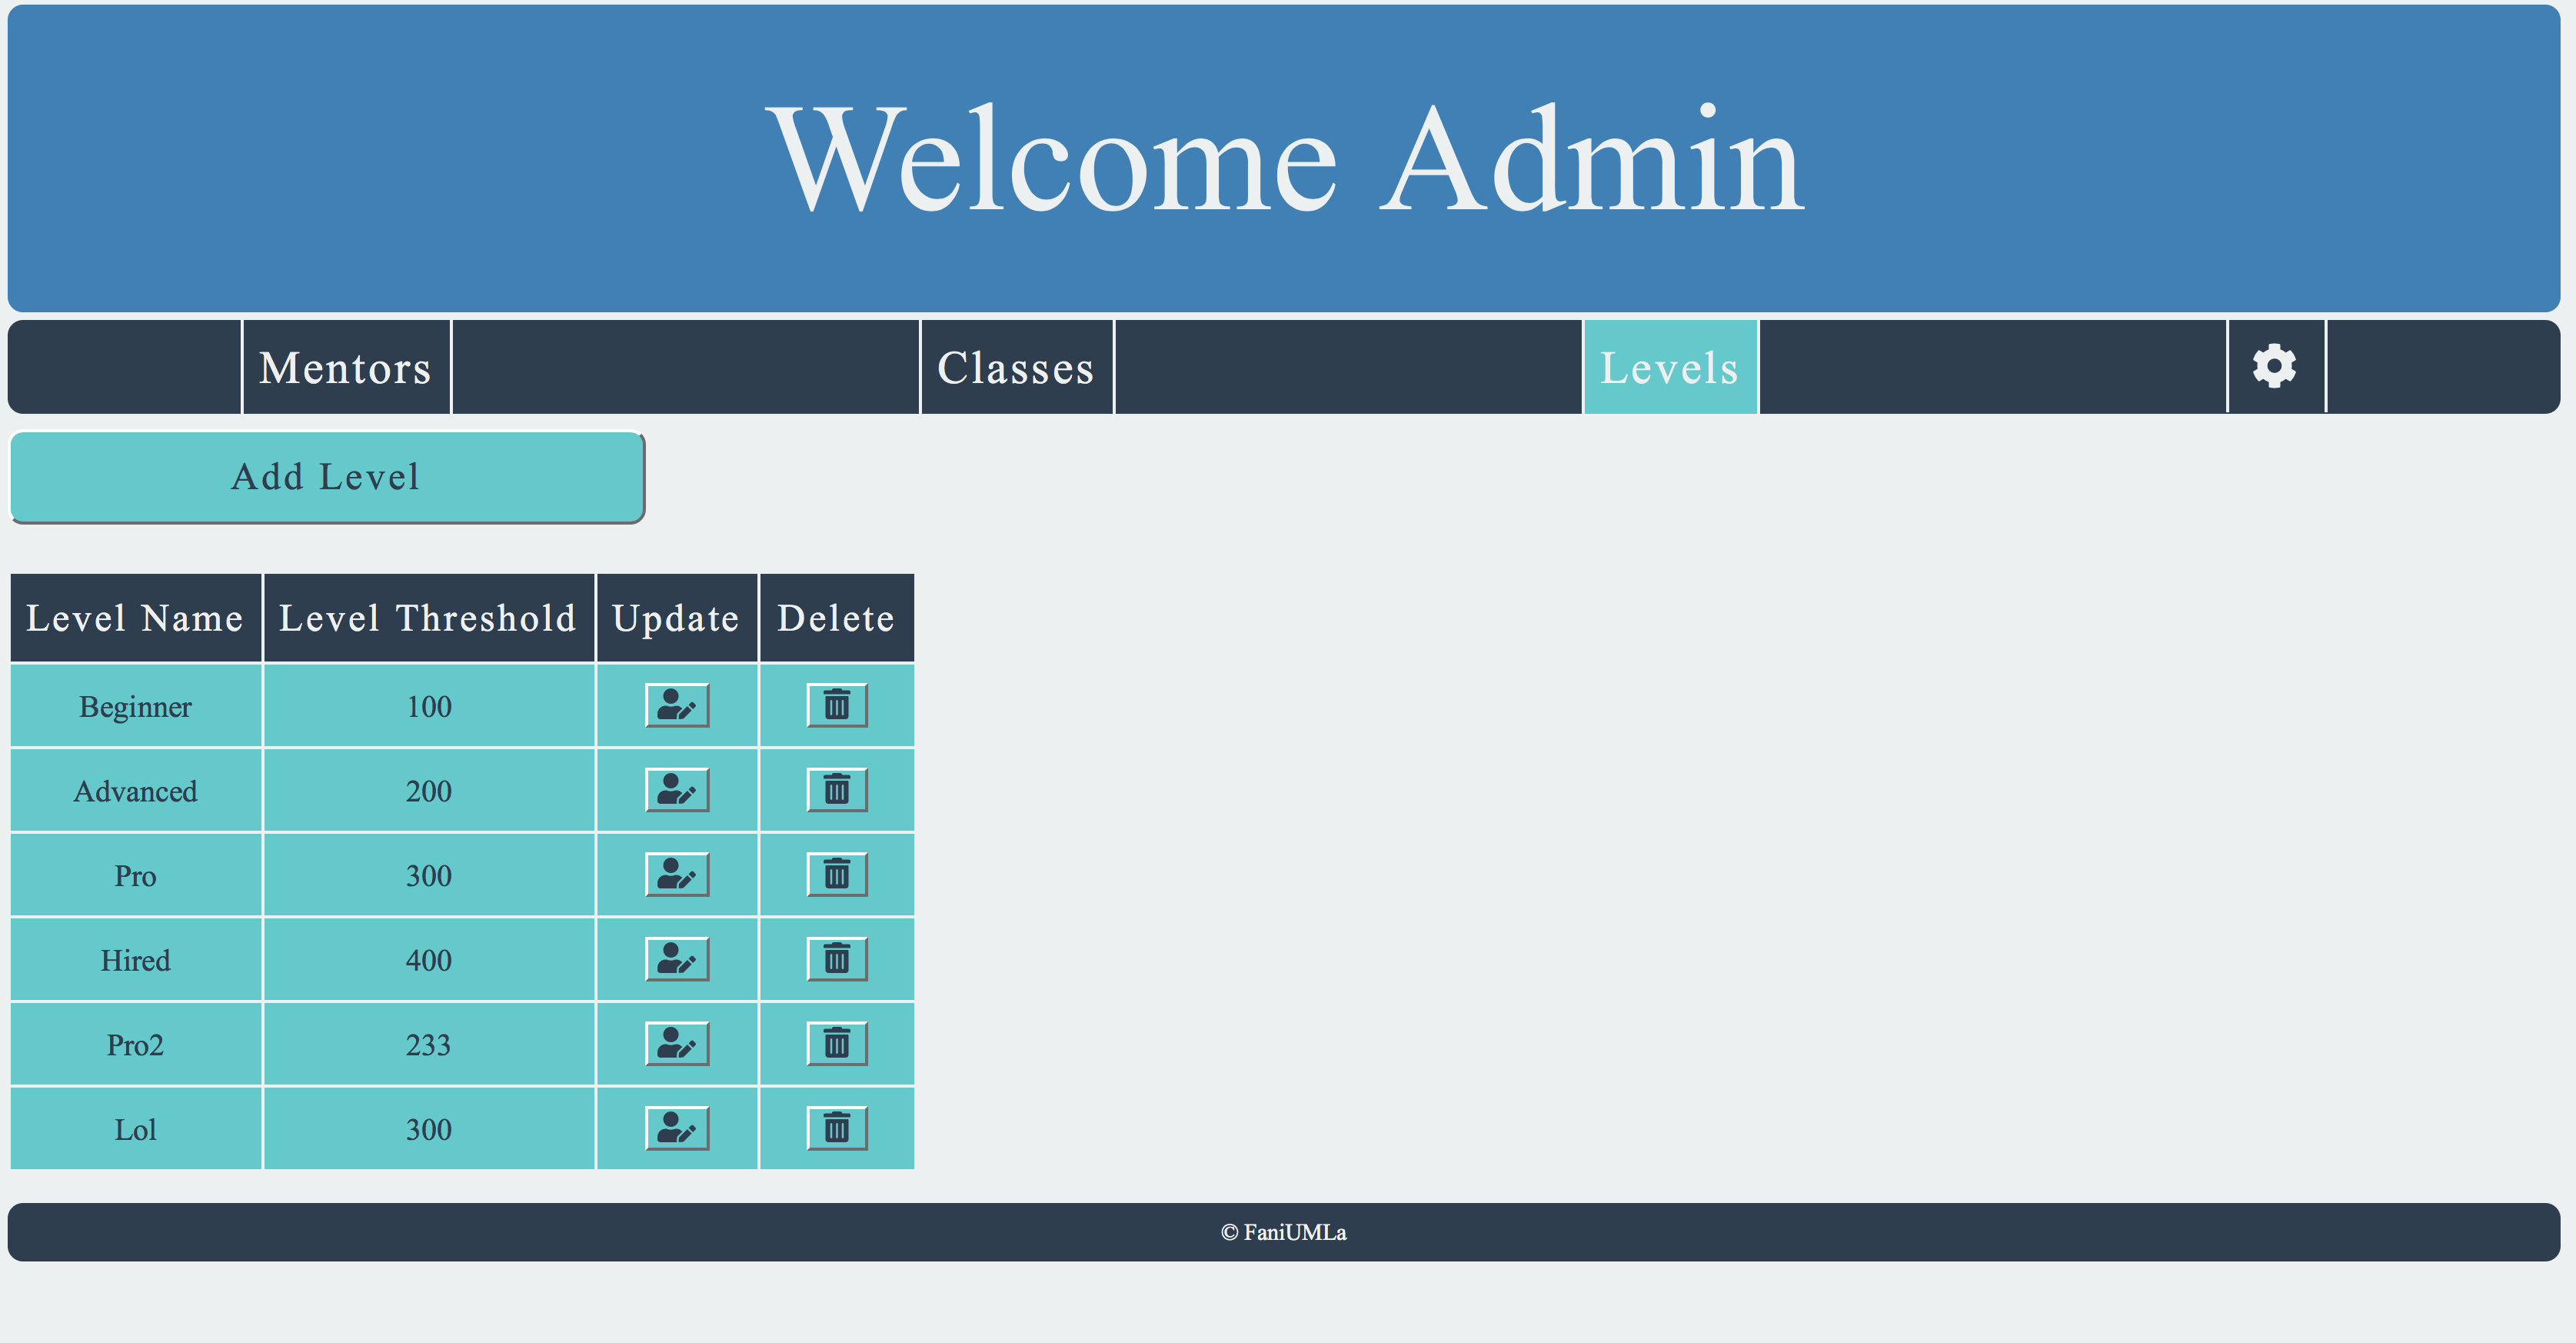 Welcome Admin
Mentors Classes Levels
Add Level
Level Name Level Threshold Update Delete
Beginner 100
Advanced 200
Pro 300
Hired 400
Pro2 233
Lol 300
© FaniUMLa